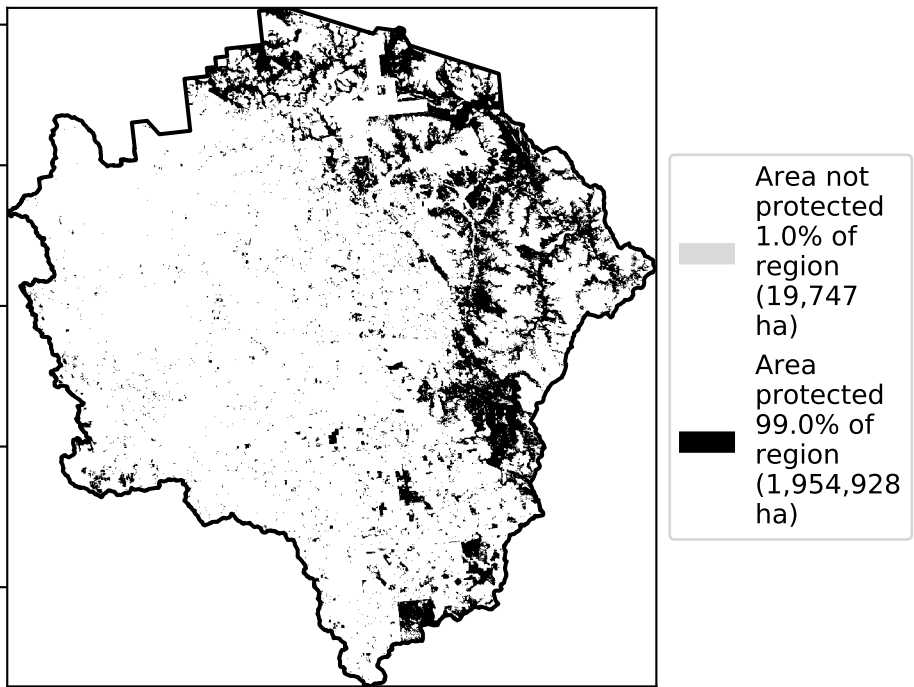 Area not
protected
1.0% of
region
(19,747
ha)
Area
protected
99.0% of
region
(1,954,928
ha)